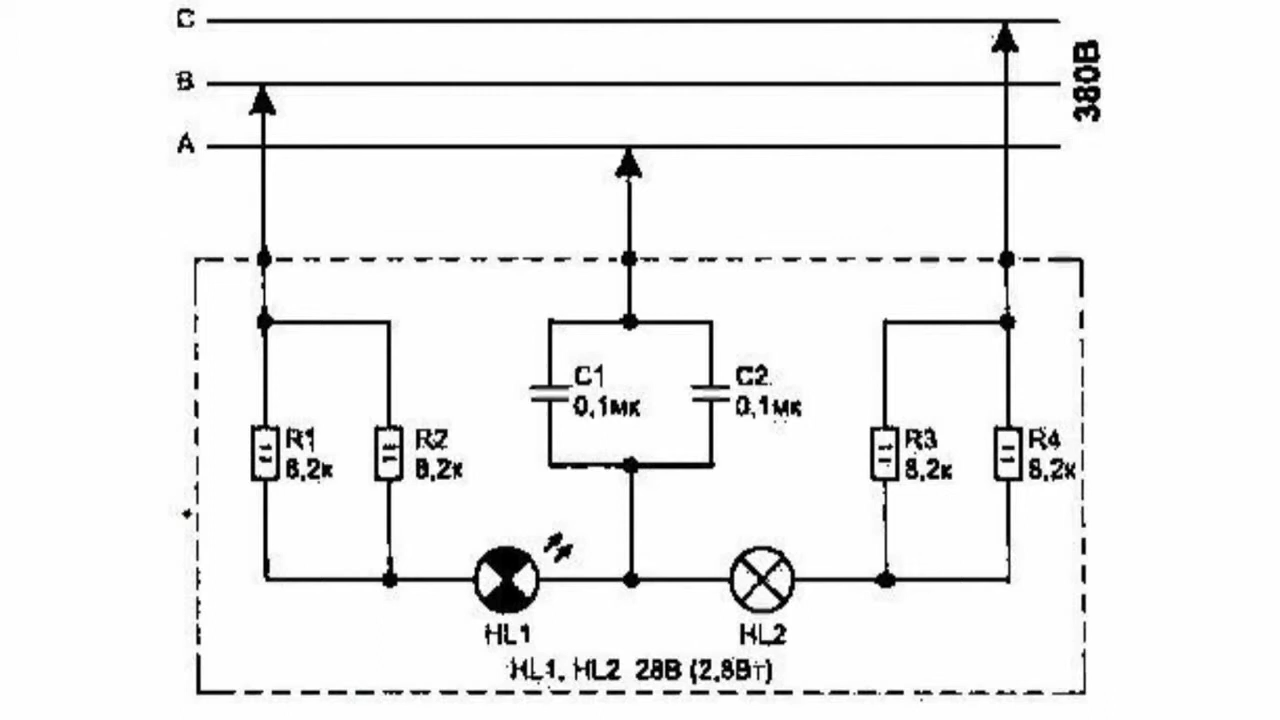 C
B
A
380В
C1
0,1мк
C2
0,1мк
R1
8,2к
R2
8,2к
R3
8,2к
R4
8,2к
HL1
HL2
HL1, HL2 28В (2,8Вт)